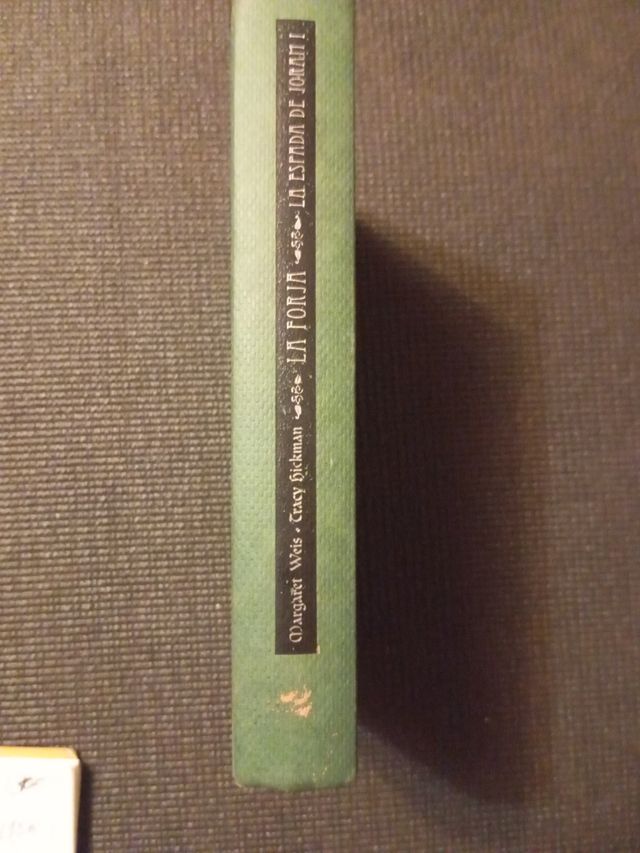 Margaret Weis · Tracy Hickman LA FORJA LA ESPADA DE JORAM I